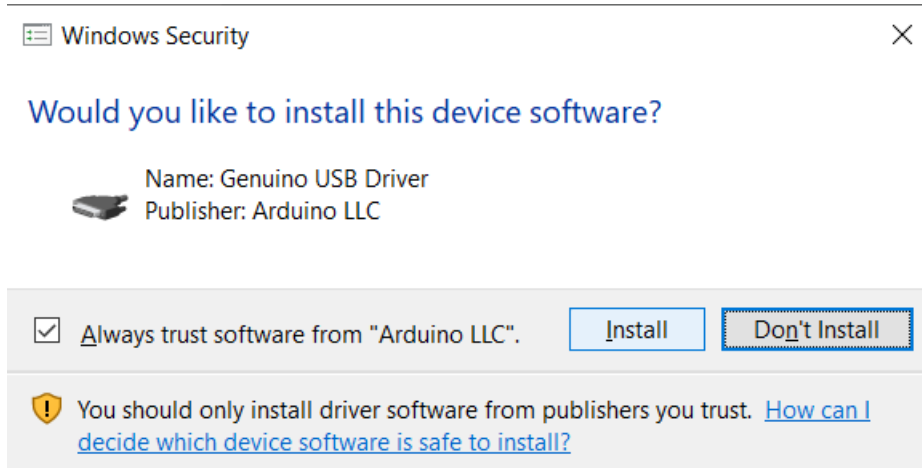 Windows Security
Would you like to install this device software?
Name: Genuino USB Driver
Publisher: Arduino LLC
Always trust software from "Arduino LLC".
Install
Don't Install
You should only install driver software from publishers you trust. How can I
decide which device software is safe to install?